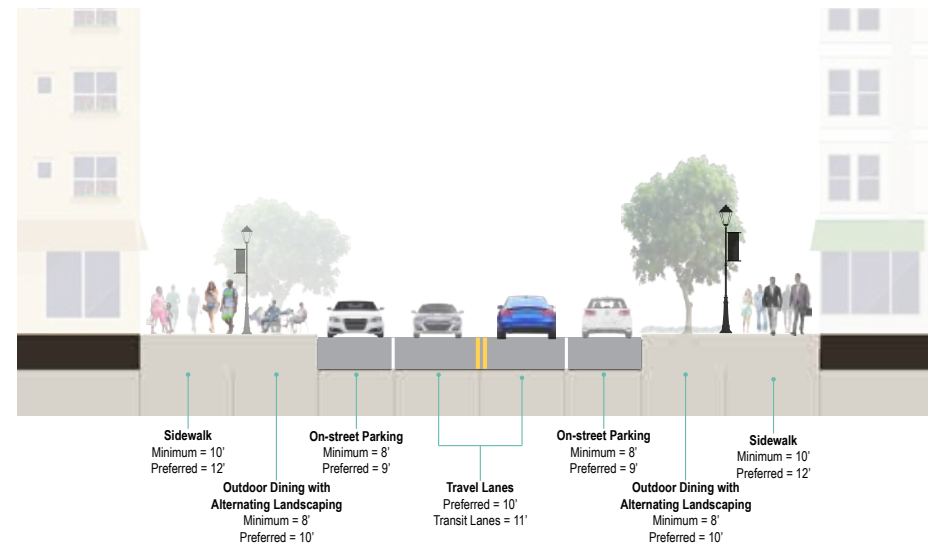 Sidewalk
Minimum = 10’
Preferred = 12’
Outdoor Dining with
Alternating Landscaping
Minimum = 8’
Preferred = 10’
On-street Parking
Minimum = 8’
Preferred = 9’
Travel Lanes
Preferred = 10’
Transit Lanes = 11’
On-street Parking
Minimum = 8’
Preferred = 9’
Outdoor Dining with
Alternating Landscaping
Minimum = 8’
Preferred = 10’
Sidewalk
Minimum = 10’
Preferred = 12’